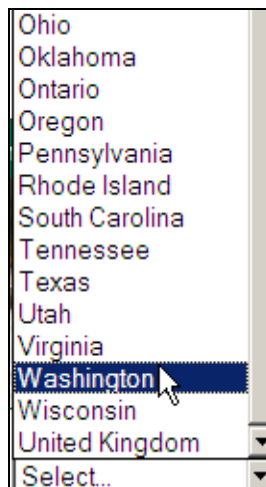 Ohio
Oklahoma
Ontario
Oregon
Pennsylvania
Rhode Island
South Carolina
Tennessee
Texas
Utah
Virginia
Washington
Wisconsin
United Kingdom
Select...